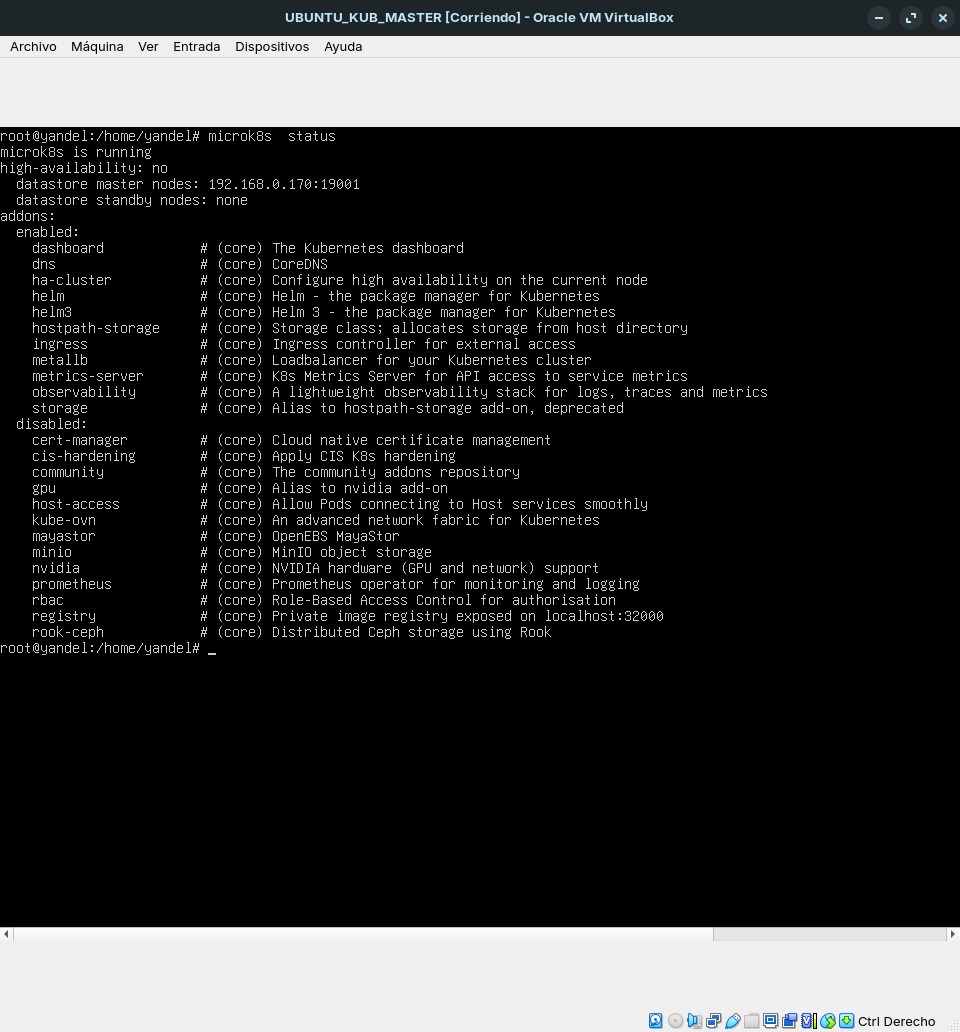 UBUNTU_KUB_MASTER [Corriendo] - Oracle VM VirtualBox
Archivo Máquina Ver Entrada Dispositivos Ayuda
root@yandel:/home/yandel# microk8s  status
microk8s is running
high-availability: no
  datastore master nodes: 192.168.0.170:19001
  datastore standby nodes: none
addons:
  enabled:
    dashboard            # (core) The Kubernetes dashboard
    dns                  # (core) CoreDNS
    ha-cluster           # (core) Configure high availability on the current node
    helm                 # (core) Helm - the package manager for Kubernetes
    helm3                # (core) Helm 3 - the package manager for Kubernetes
    hostpath-storage     # (core) Storage class; allocates storage from host directory
    ingress              # (core) Ingress controller for external access
    metallb              # (core) Loadbalancer for your Kubernetes cluster
    metrics-server       # (core) K8s Metrics Server for API access to service metrics
    observability        # (core) A lightweight observability stack for logs, traces and metrics
    storage              # (core) Alias to hostpath-storage add-on, deprecated
  disabled:
    cert-manager         # (core) Cloud native certificate management
    cis-hardening        # (core) Apply CIS K8s hardening
    community            # (core) The community addons repository
    gpu                  # (core) Alias to nvidia add-on
    host-access          # (core) Allow Pods connecting to Host services smoothly
    kube-ovn             # (core) An advanced network fabric for Kubernetes
    mayastor             # (core) OpenEBS MayaStor
    minio                # (core) MinIO object storage
    nvidia               # (core) NVIDIA hardware (GPU and network) support
    prometheus           # (core) Prometheus operator for monitoring and logging
    rbac                 # (core) Role-Based Access Control for authorisation
    registry             # (core) Private image registry exposed on localhost:32000
    rook-ceph            # (core) Distributed Ceph storage using Rook
root@yandel:/home/yandel# _
Ctrl Derecho